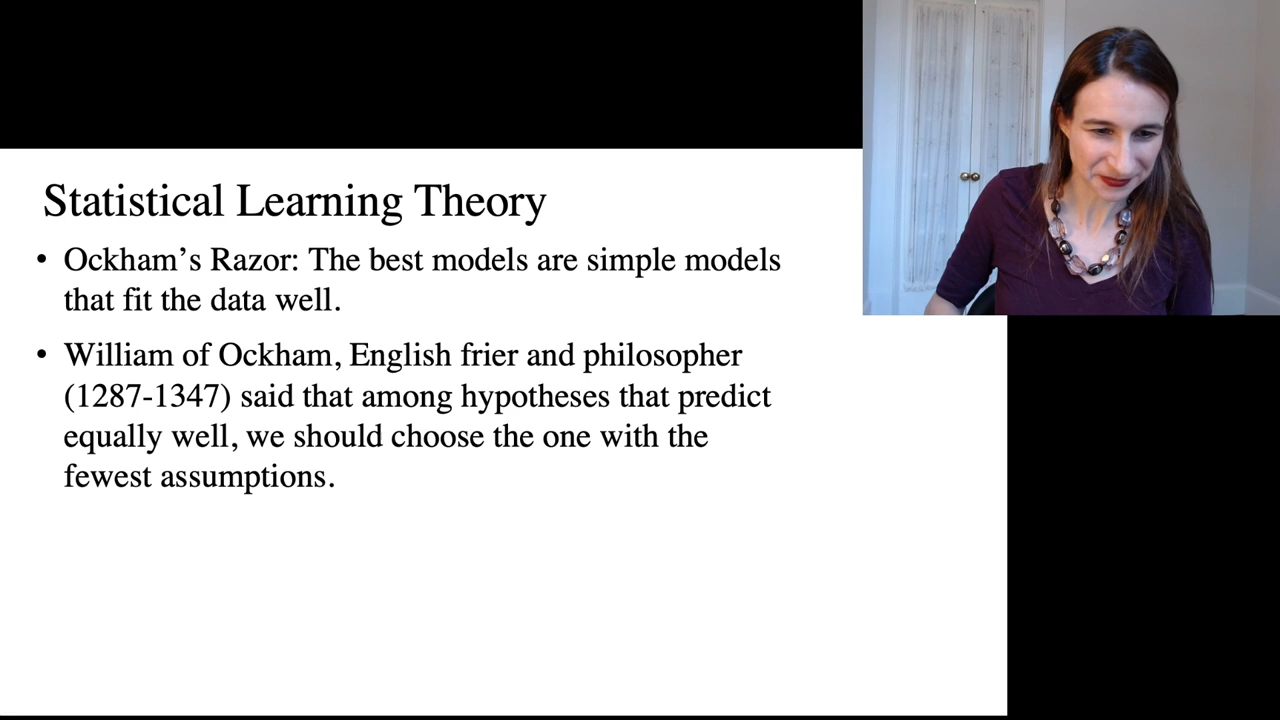 Statistical Learning Theory
• Ockham’s Razor: The best models are simple models
that fit the data well.
• William of Ockham, English frier and philosopher
(1287-1347) said that among hypotheses that predict
equally well, we should choose the one with the
fewest assumptions.